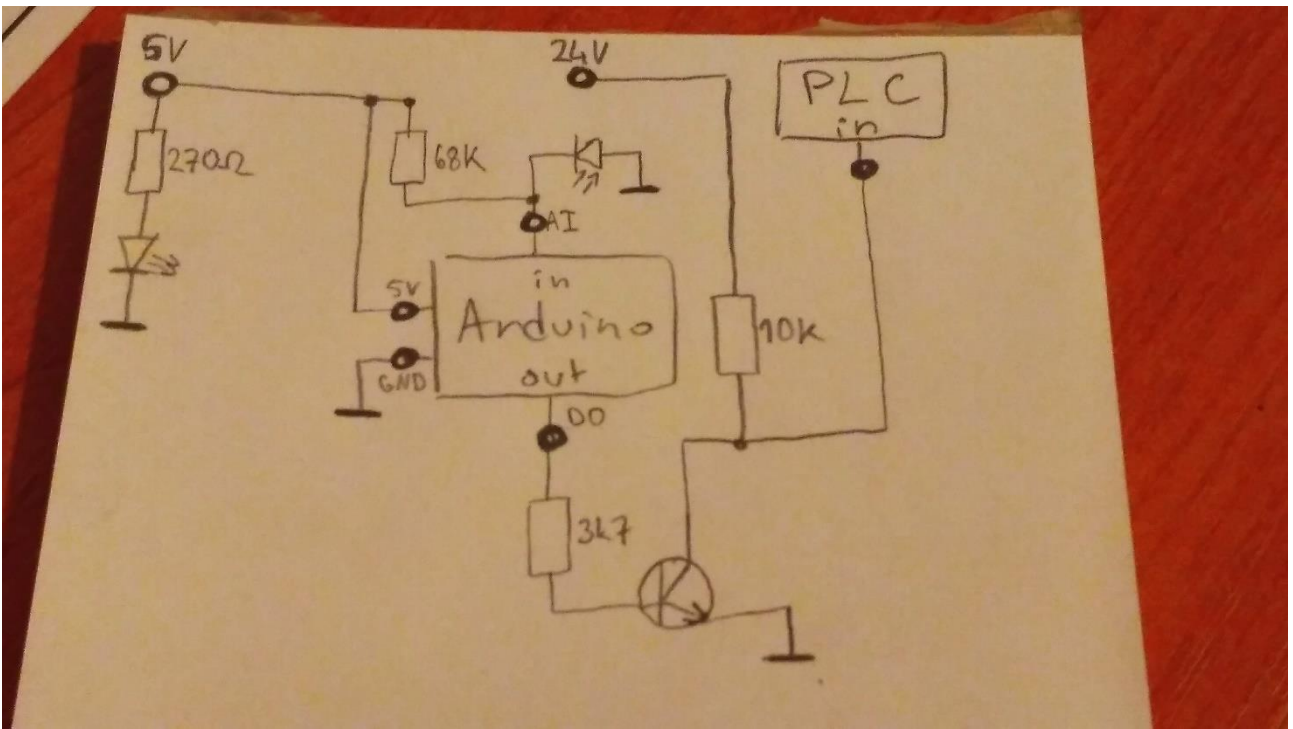 5V
24V
PLC
in
270Ω
68K
AI
in
5V
Arduino
10K
GND
out
DO
3k7